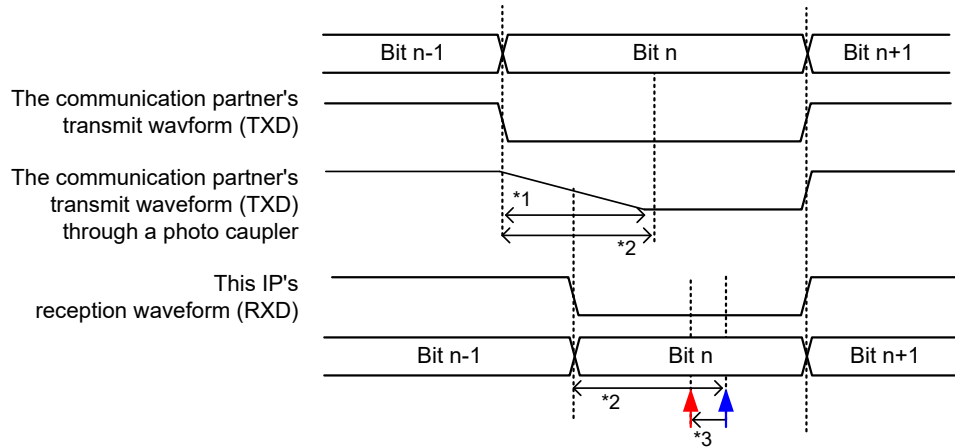 Bit n-1 Bit n Bit n+1
The communication partner's
transmit wavform (TXD)
The communication partner's
transmit waveform (TXD)
through a photo caupler
*1
*2
This IP's
reception waveform (RXD)
Bit n-1 Bit n Bit n+1
*2
*3